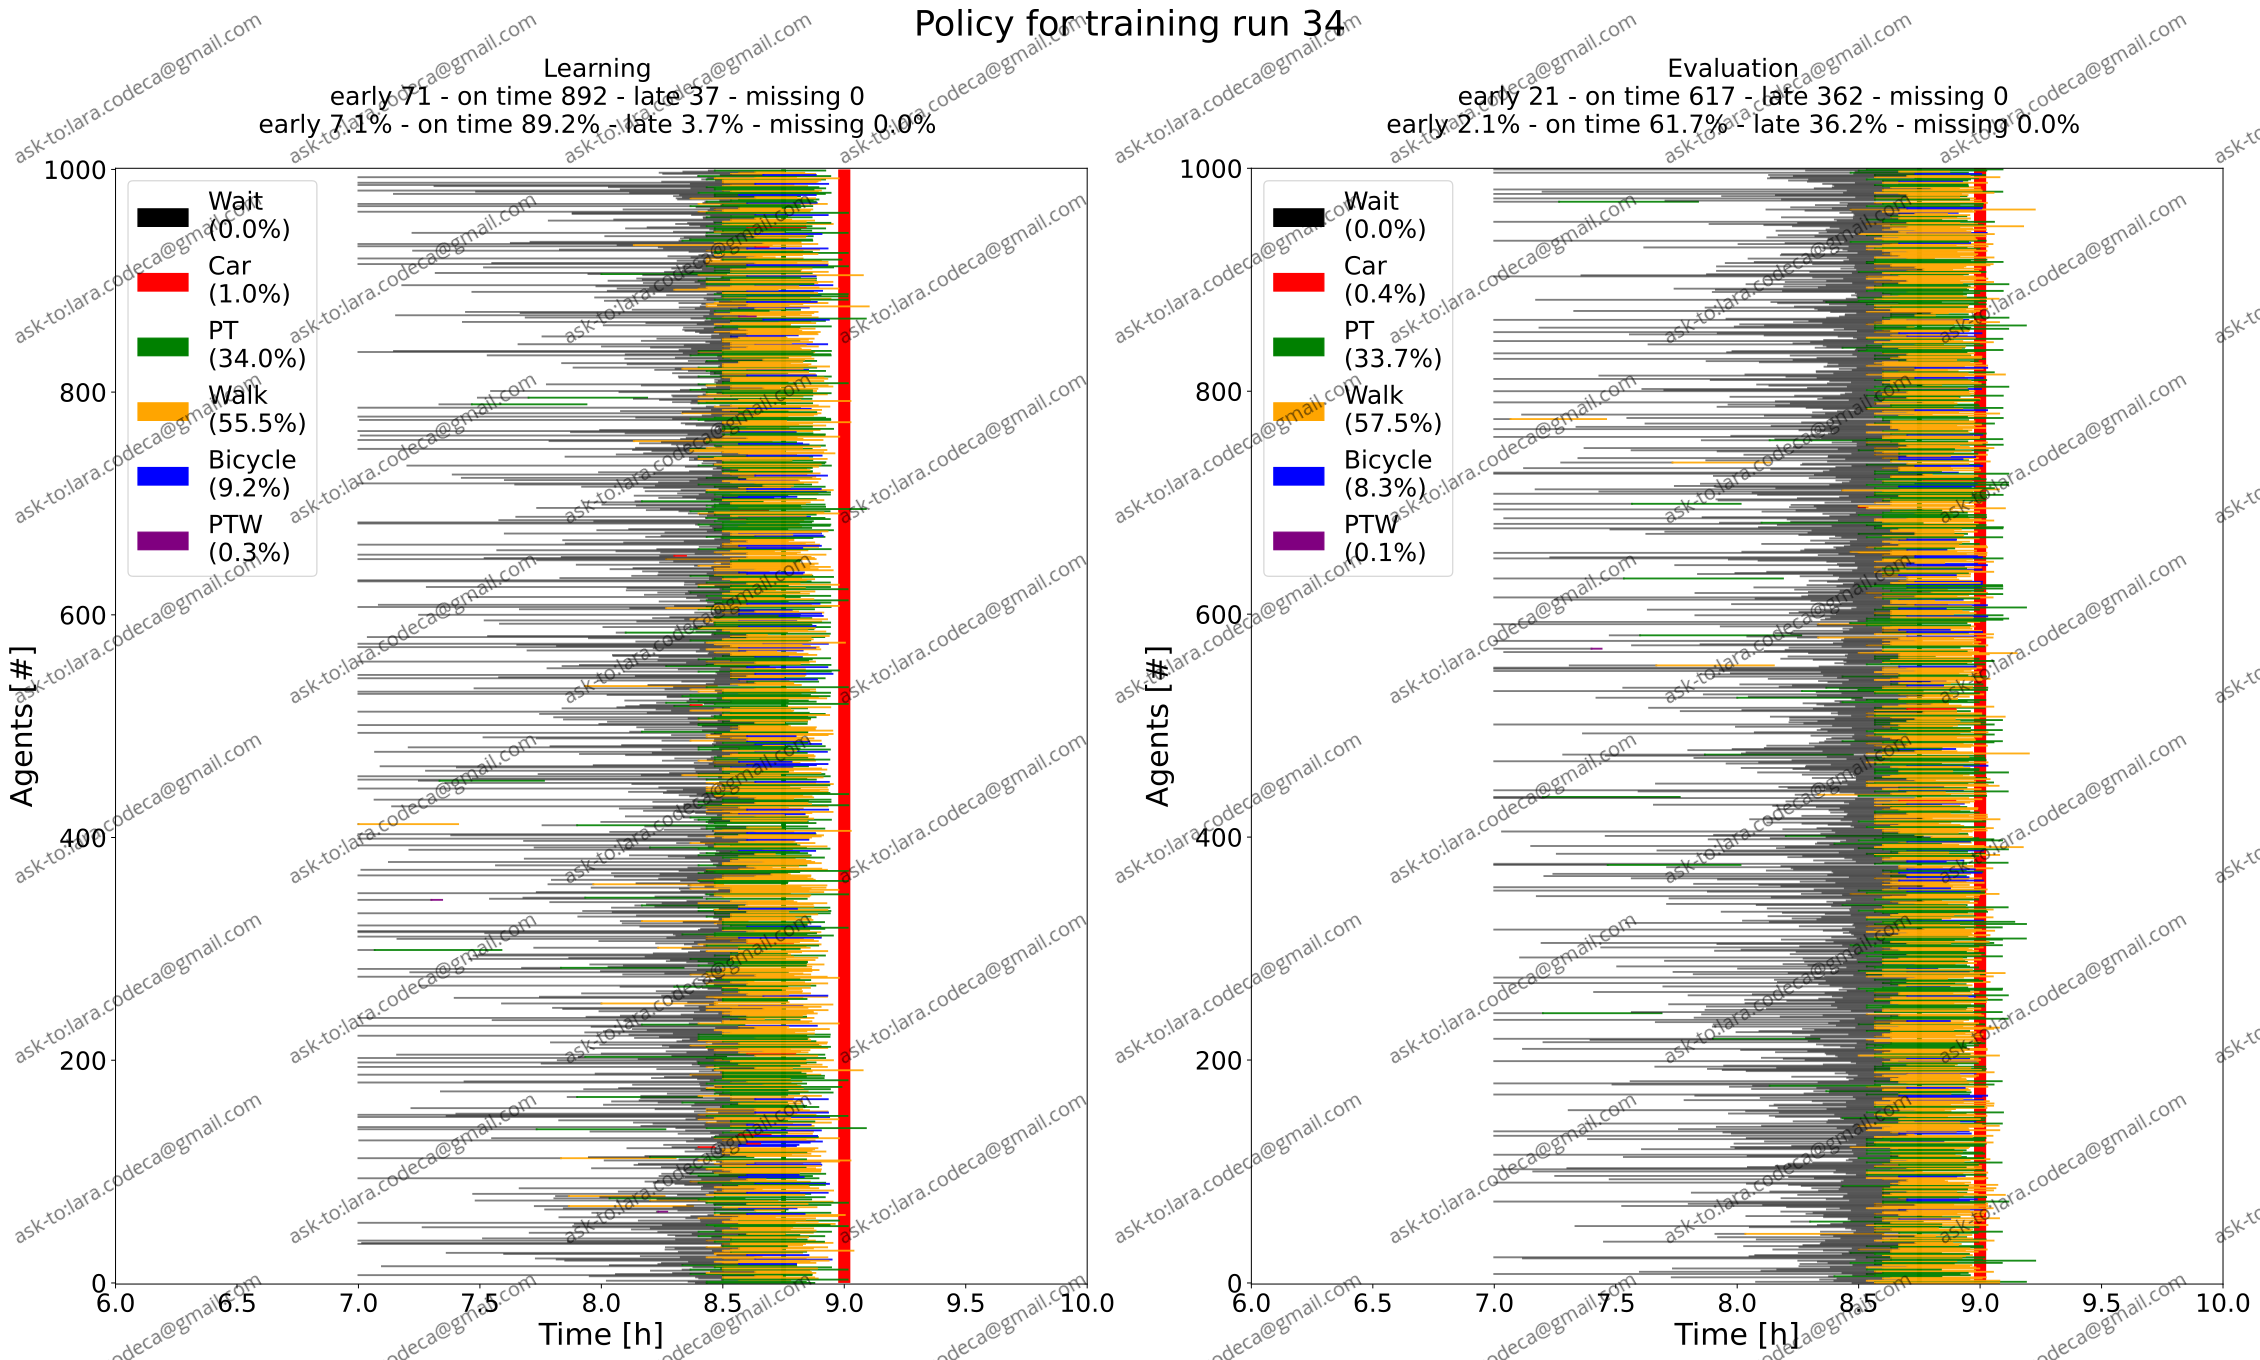 Policy for training run 34
Learning
early 71 - on time 892 - late 37 - missing 0
early 7.1% - on time 89.2% - late 3.7% - missing 0.0%
Agents [#]
1000
800
600
400
200
0
Wait
(0.0%)
Car
(1.0%)
PT
(34.0%)
Walk
(55.5%)
Bicycle
(9.2%)
PTW
(0.3%)
6.0 6.5 7.0 7.5 8.0 8.5 9.0 9.5 10.0
Time [h]
Evaluation
early 21 - on time 617 - late 362 - missing 0
early 2.1% - on time 61.7% - late 36.2% - missing 0.0%
Agents [#]
1000
800
600
400
200
0
Wait
(0.0%)
Car
(0.4%)
PT
(33.7%)
Walk
(57.5%)
Bicycle
(8.3%)
PTW
(0.1%)
6.0 6.5 7.0 7.5 8.0 8.5 9.0 9.5 10.0
Time [h]
ask-to:lara.codeca@gmail.com